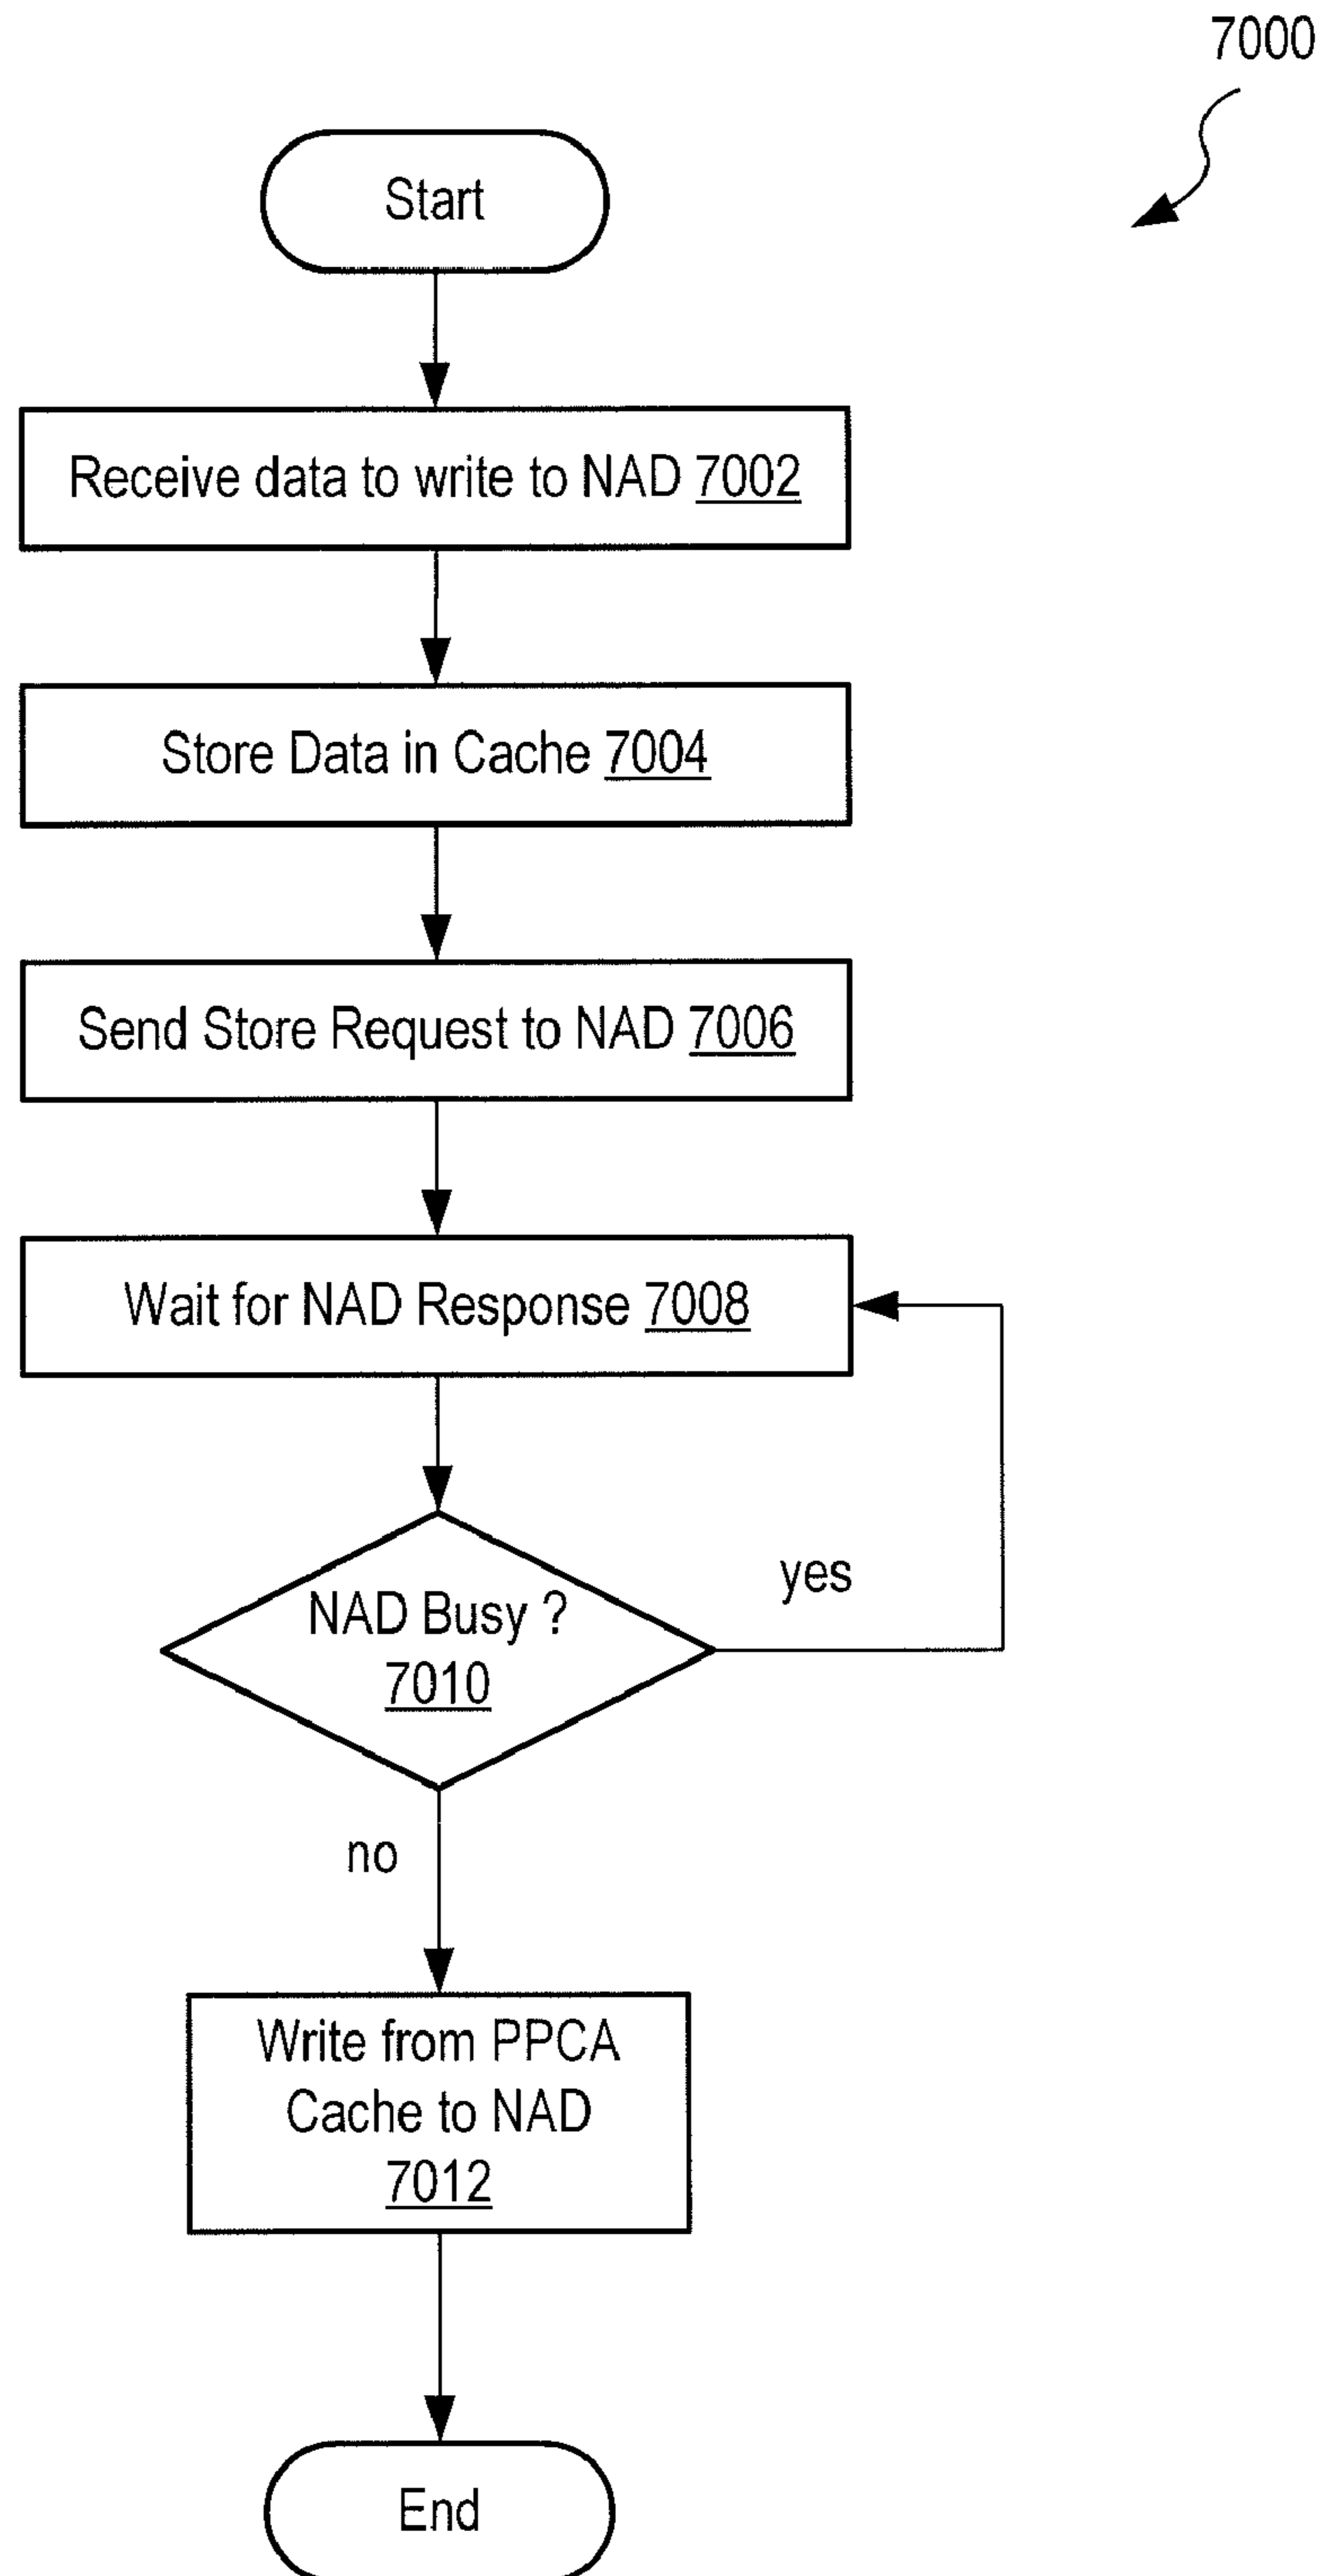 7000
Start
Receive data to write to NAD 7002
Store Data in Cache 7004
Send Store Request to NAD 7006
Wait for NAD Response 7008
NAD Busy ?
7010
yes
no
Write from PPCA
Cache to NAD
7012
End